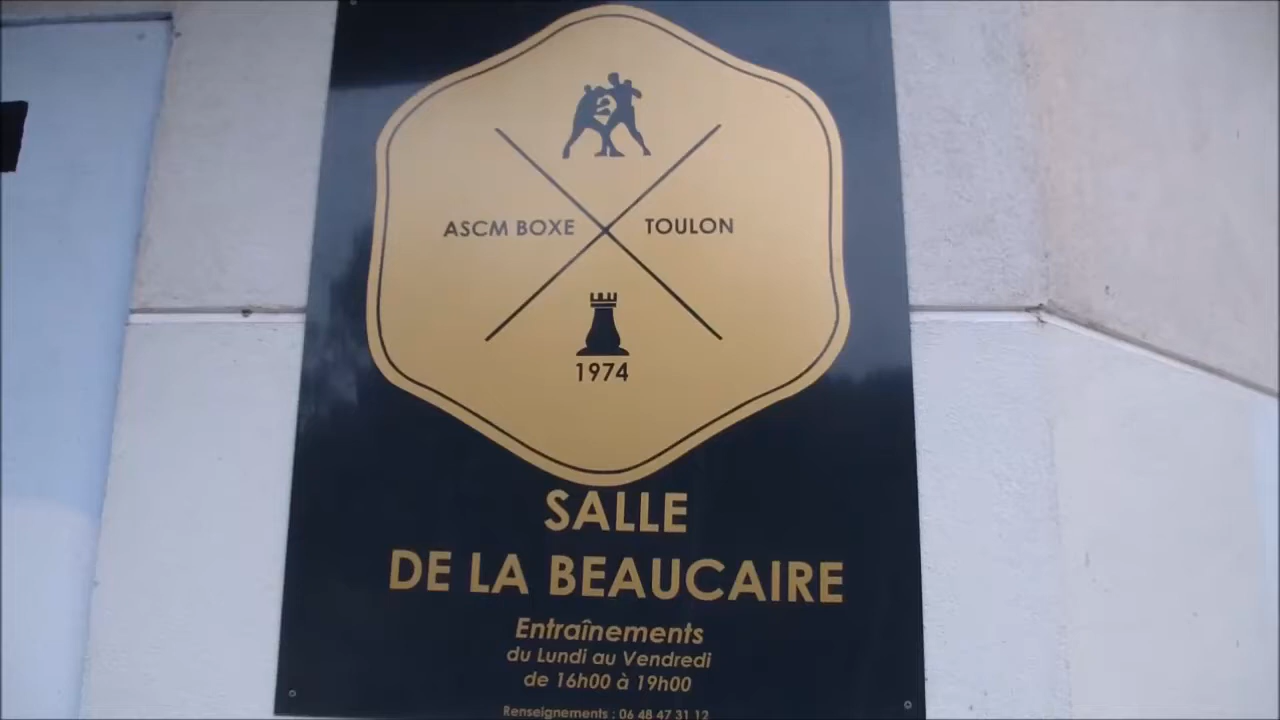 ASCM BOXE TOULON
1974
SALLE
DE LA BEAUCAIRE
Entraînements
du Lundi au Vendredi
de 16h00 à 19h00
Renseignements : 06 48 47 31 12